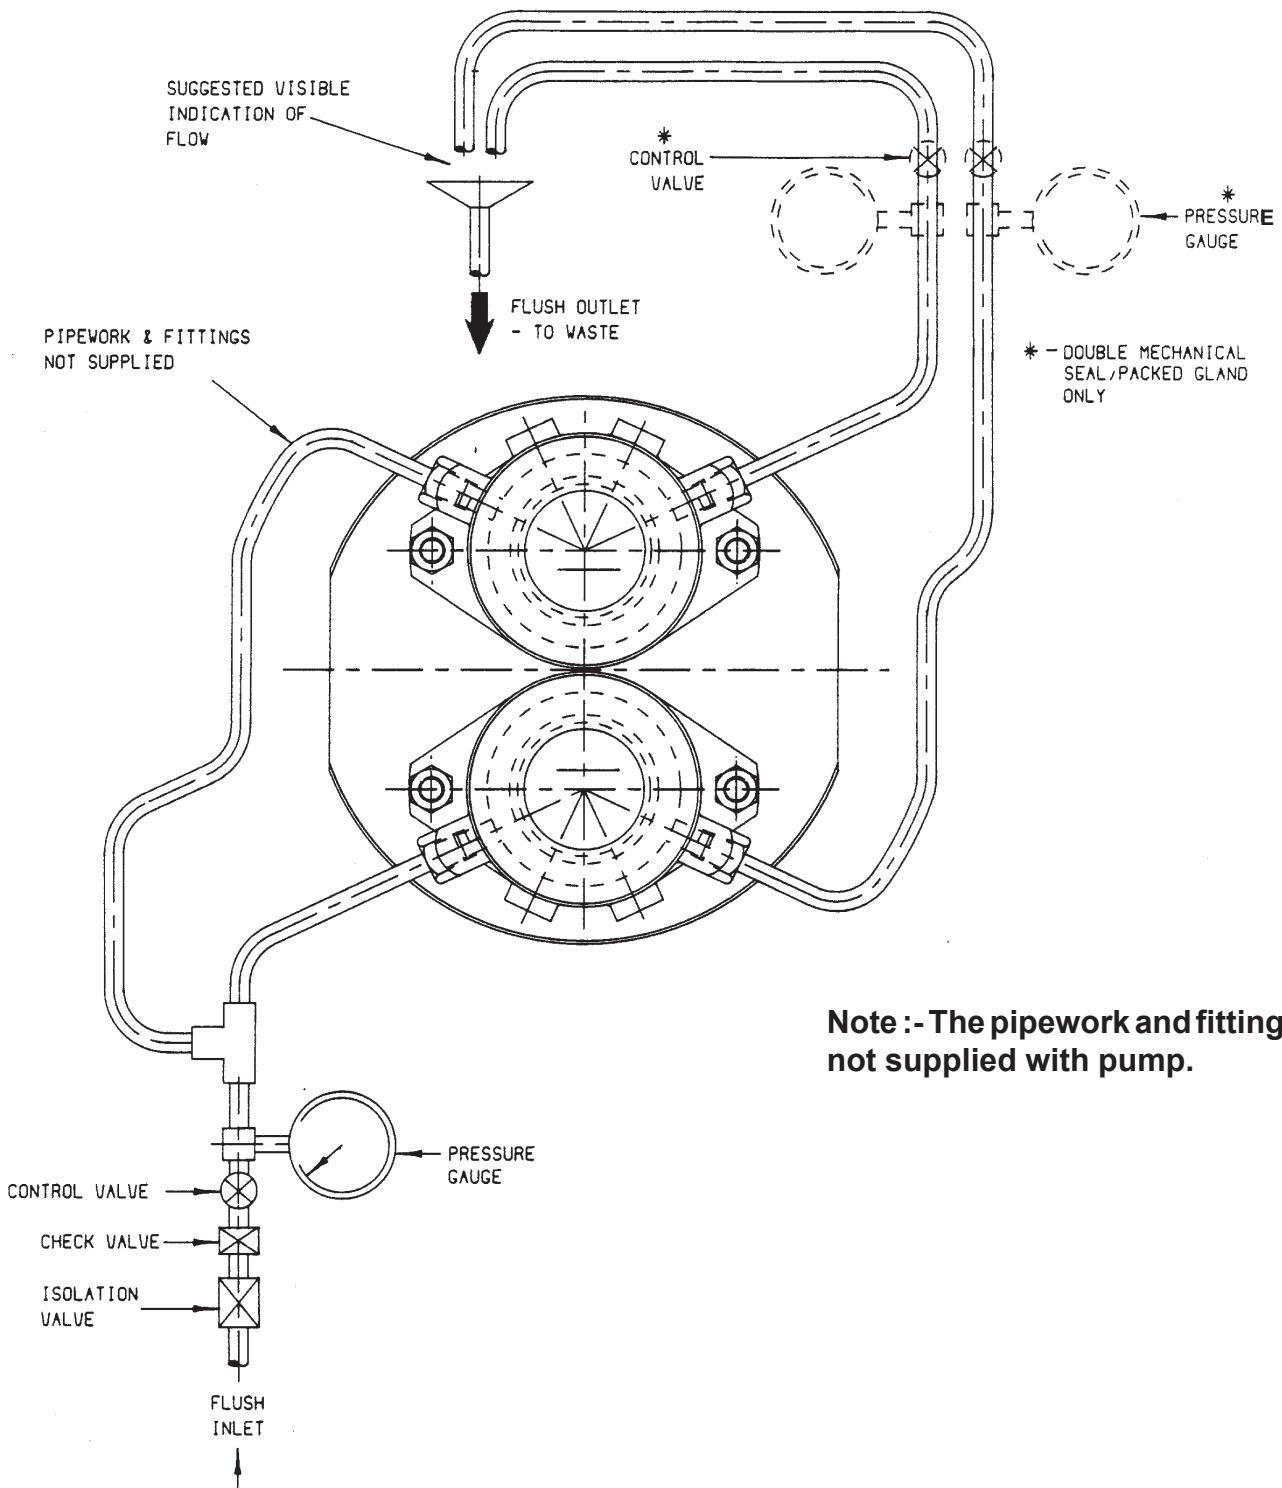 SUGGESTED VISIBLE
INDICATION OF
FLOW
*
CONTROL
VALVE
*
PRESSURE
GAUGE
FLUSH OUTLET
- TO WASTE
PIPEWORK & FITTINGS
NOT SUPPLIED
* - DOUBLE MECHANICAL
SEAL/PACKED GLAND
ONLY
Note :- The pipework and fitting
not supplied with pump.
PRESSURE
GAUGE
CONTROL VALVE
CHECK VALVE
ISOLATION
VALVE
FLUSH
INLET